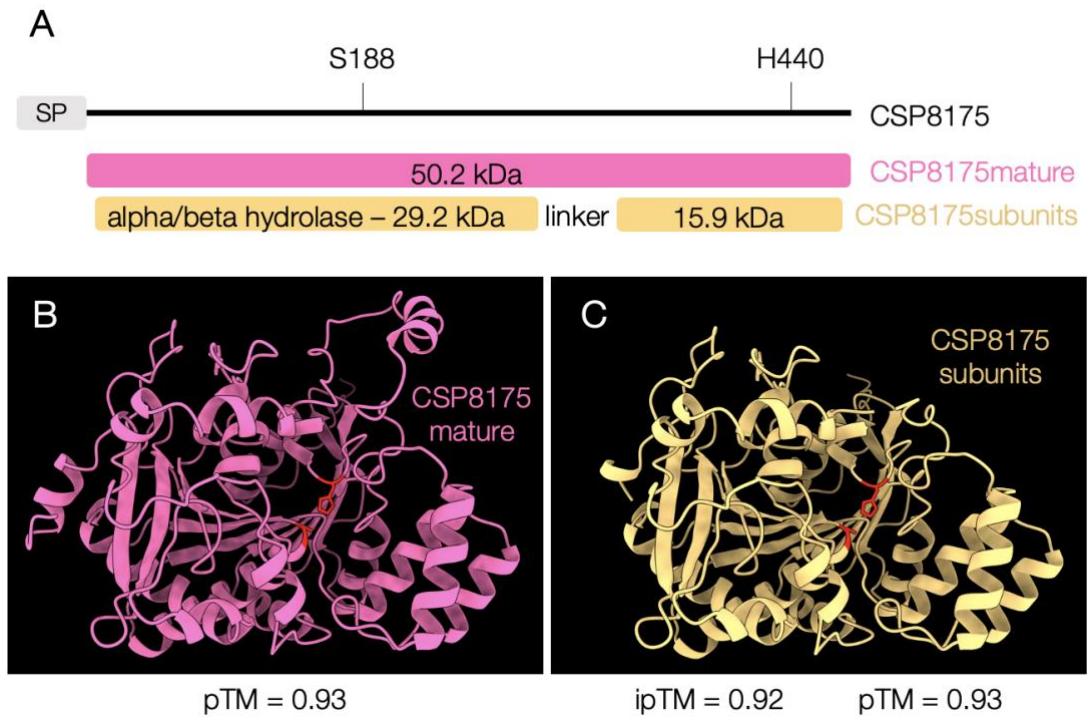 A
S188
H440
SP
CSP8175
50.2 kDa
CSP8175mature
alpha/beta hydrolase – 29.2 kDa
linker
15.9 kDa
CSP8175subunits
B
CSP8175
mature
C
CSP8175
subunits
pTM = 0.93
ipTM = 0.92
pTM = 0.93